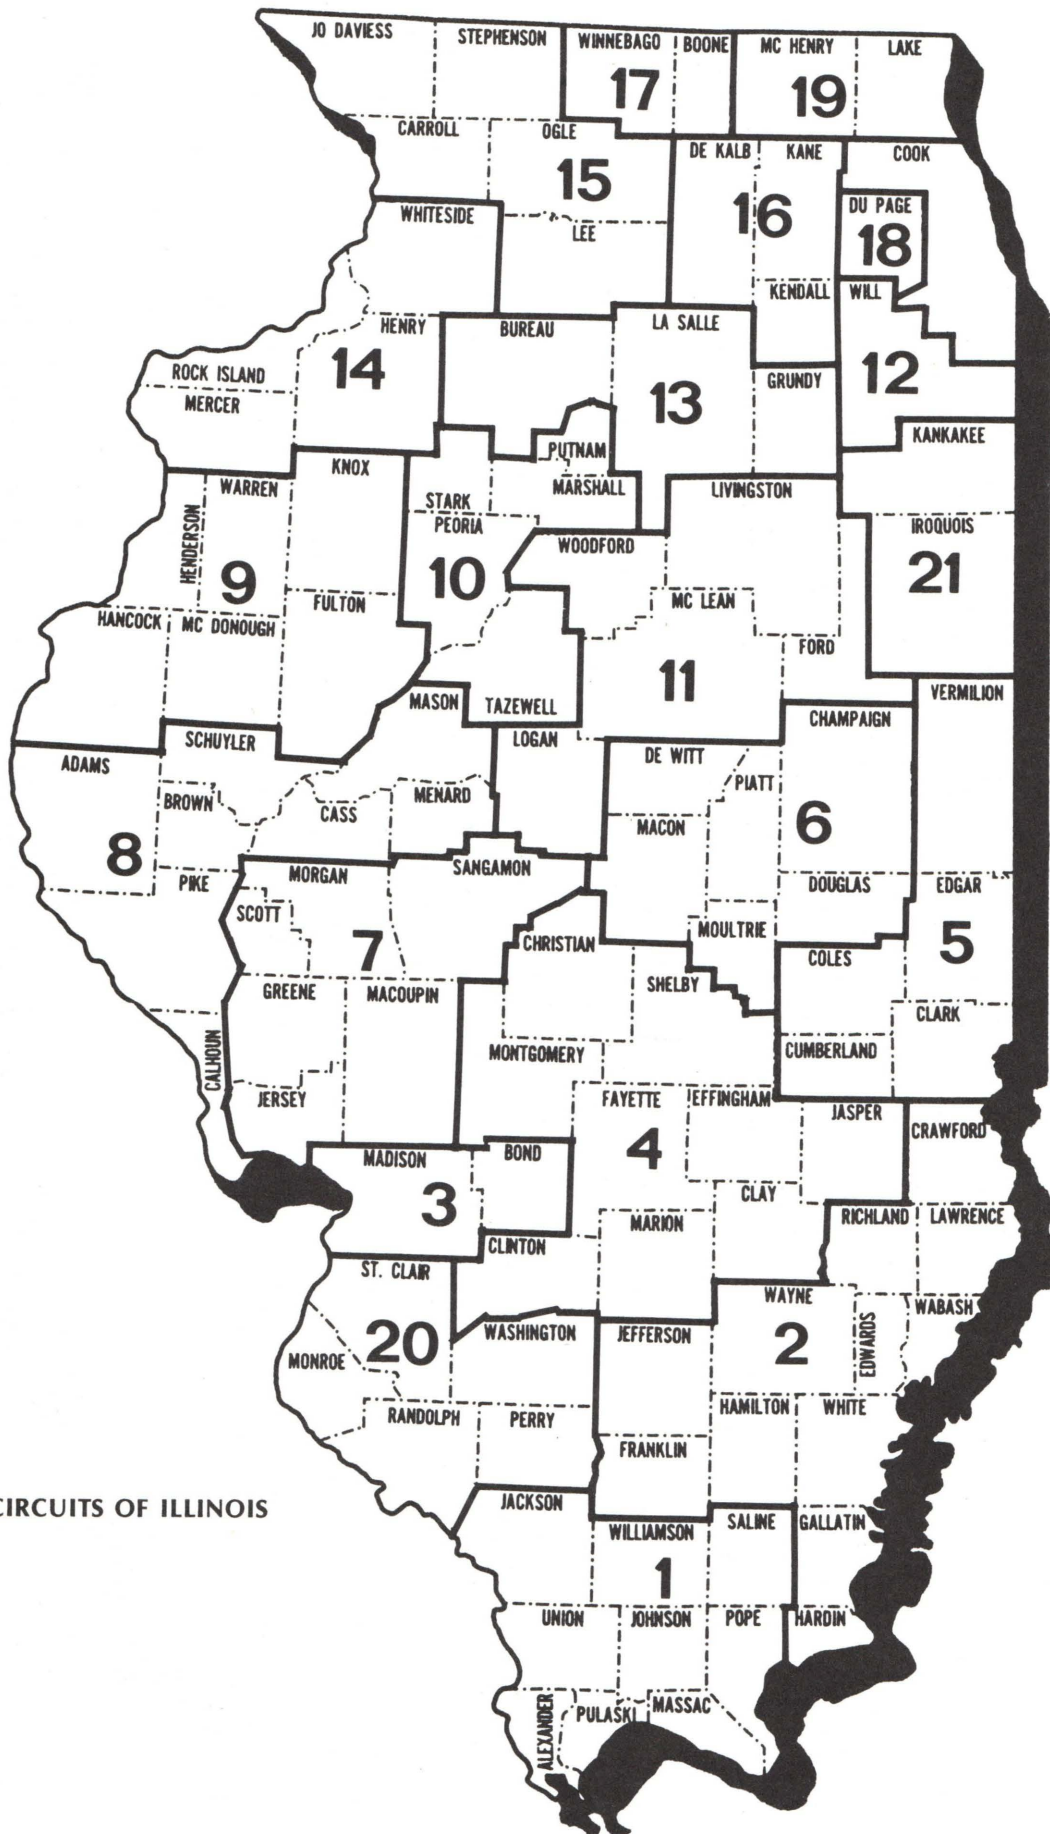 JO DAVIESS
STEPHENSON
WINNEBAGO
BOONE
MC HENRY
LAKE
17
19
CARROLL
OGLE
DE KALB
KANE
COOK
15
16
WHITESIDE
LEE
DU PAGE
18
KENDALL
WILL
HENRY
BUREAU
LA SALLE
14
ROCK ISLAND
MERCER
13
GRUNDY
12
KANKAKEE
KNOX
PUTNAM
WARREN
STARK
MARSHALL
LIVINGSTON
HENDERSON
PEORIA
WOODFORD
IROQUOIS
9
10
21
FULTON
MC LEAN
HANCOCK
MC DONOUGH
FORD
11
MASON
TAZEWELL
VERMILION
CHAMPAIGN
SCHUYLER
LOGAN
ADAMS
DE WITT
PIATT
BROWN
CASS
MENARD
MACON
6
8
MORGAN
SANGAMON
PIKE
DOUGLAS
EDGAR
SCOTT
MOULTRIE
7
CHRISTIAN
COLES
5
GREENE
MACOUPIN
SHELBY
CLARK
CALHOUN
MONTGOMERY
CUMBERLAND
JERSEY
FAYETTE
EFFINGHAM
JASPER
CRAWFORD
MADISON
BOND
4
3
CLAY
MARION
RICHLAND
LAWRENCE
CLINTON
ST. CLAIR
WAYNE
WABASH
20
WASHINGTON
JEFFERSON
2
EDWARDS
MONROE
RANDOLPH
PERRY
HAMILTON
WHITE
FRANKLIN
CIRCUITS OF ILLINOIS
JACKSON
WILLIAMSON
SALINE
GALLATIN
1
UNION
JOHNSON
POPE
HARDIN
ALEXANDER
PULASKI
MASSAC